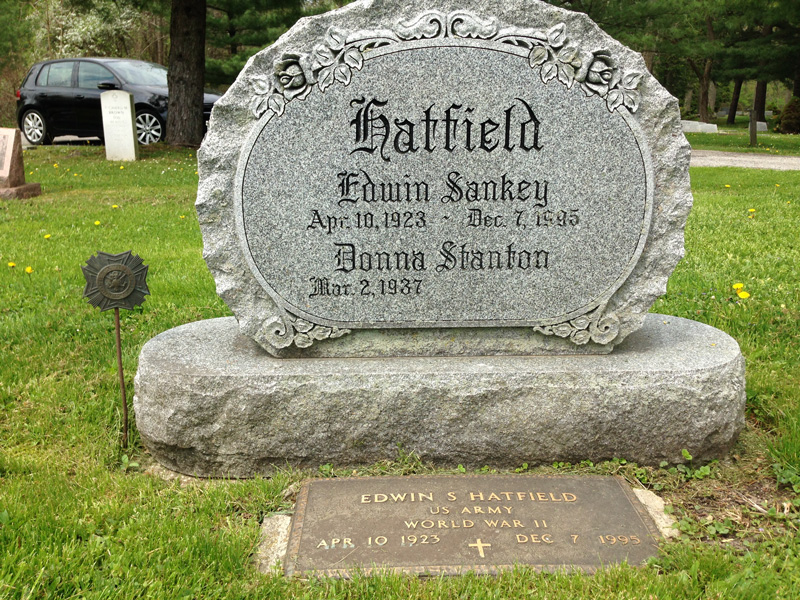 Hatfield
Edwin Sankey
Apr. 10, 1923 - Dec. 7, 1995
Donna Stanton
Mar. 2, 1937
EDWIN S HATFIELD
US ARMY
WORLD WAR II
APR 10 1923 DEC 7 1995